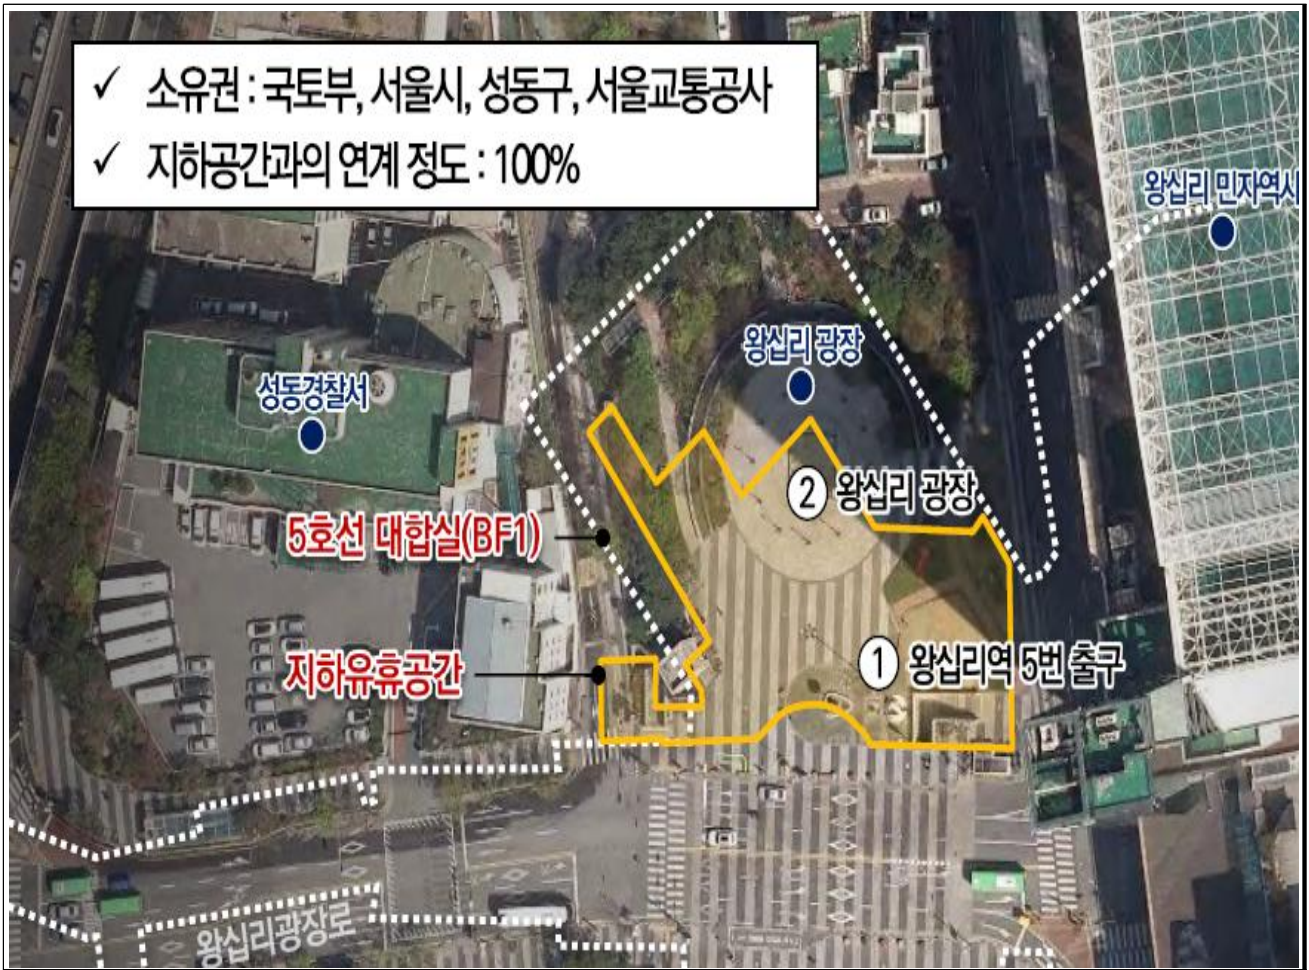 ✓ 소유권 : 국토부, 서울시, 성동구, 서울교통공사
✓ 지하공간과의 연계 정도 : 100%
왕십리 민자역사
왕십리 광장
성동경찰서
② 왕십리 광장
5호선 대합실(BF1)
① 왕십리역 5번 출구
지하유휴공간
왕십리광장로